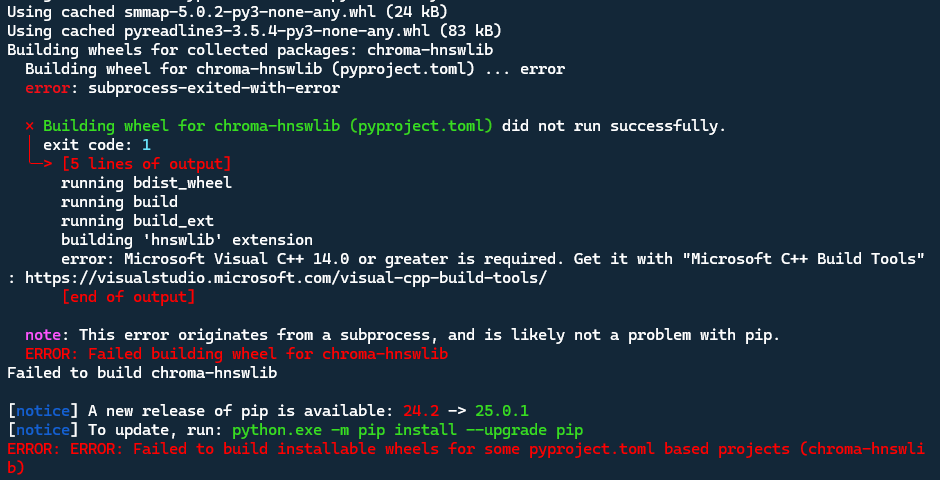 Using cached smmap-5.0.2-py3-none-any.whl (24 kB)
Using cached pyreadline3-3.5.4-py3-none-any.whl (83 kB)
Building wheels for collected packages: chroma-hnswlib
  Building wheel for chroma-hnswlib (pyproject.toml) ... error
  error: subprocess-exited-with-error

  × Building wheel for chroma-hnswlib (pyproject.toml) did not run successfully.
  │ exit code: 1
  ╰─> [5 lines of output]
      running bdist_wheel
      running build
      running build_ext
      building 'hnswlib' extension
      error: Microsoft Visual C++ 14.0 or greater is required. Get it with "Microsoft C++ Build Tools"
: https://visualstudio.microsoft.com/visual-cpp-build-tools/
      [end of output]

  note: This error originates from a subprocess, and is likely not a problem with pip.
  ERROR: Failed building wheel for chroma-hnswlib
Failed to build chroma-hnswlib

[notice] A new release of pip is available: 24.2 -> 25.0.1
[notice] To update, run: python.exe -m pip install --upgrade pip
ERROR: ERROR: Failed to build installable wheels for some pyproject.toml based projects (chroma-hnswli
b)